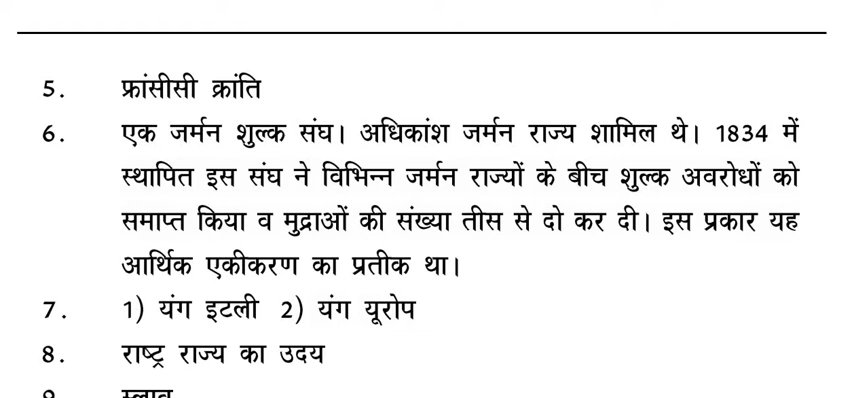 5. फ्रांसीसी क्रांति
6. एक जर्मन शुल्क संघ। अधिकांश जर्मन राज्य शामिल थे। 1834 में
स्थापित इस संघ ने विभिन्न जर्मन राज्यों के बीच शुल्क अवरोधों को
समाप्त किया व मुद्राओं की संख्या तीस से दो कर दी। इस प्रकार यह
आर्थिक एकीकरण का प्रतीक था।
7. 1) यंग इटली 2) यंग यूरोप
8. राष्ट्र राज्य का उदय